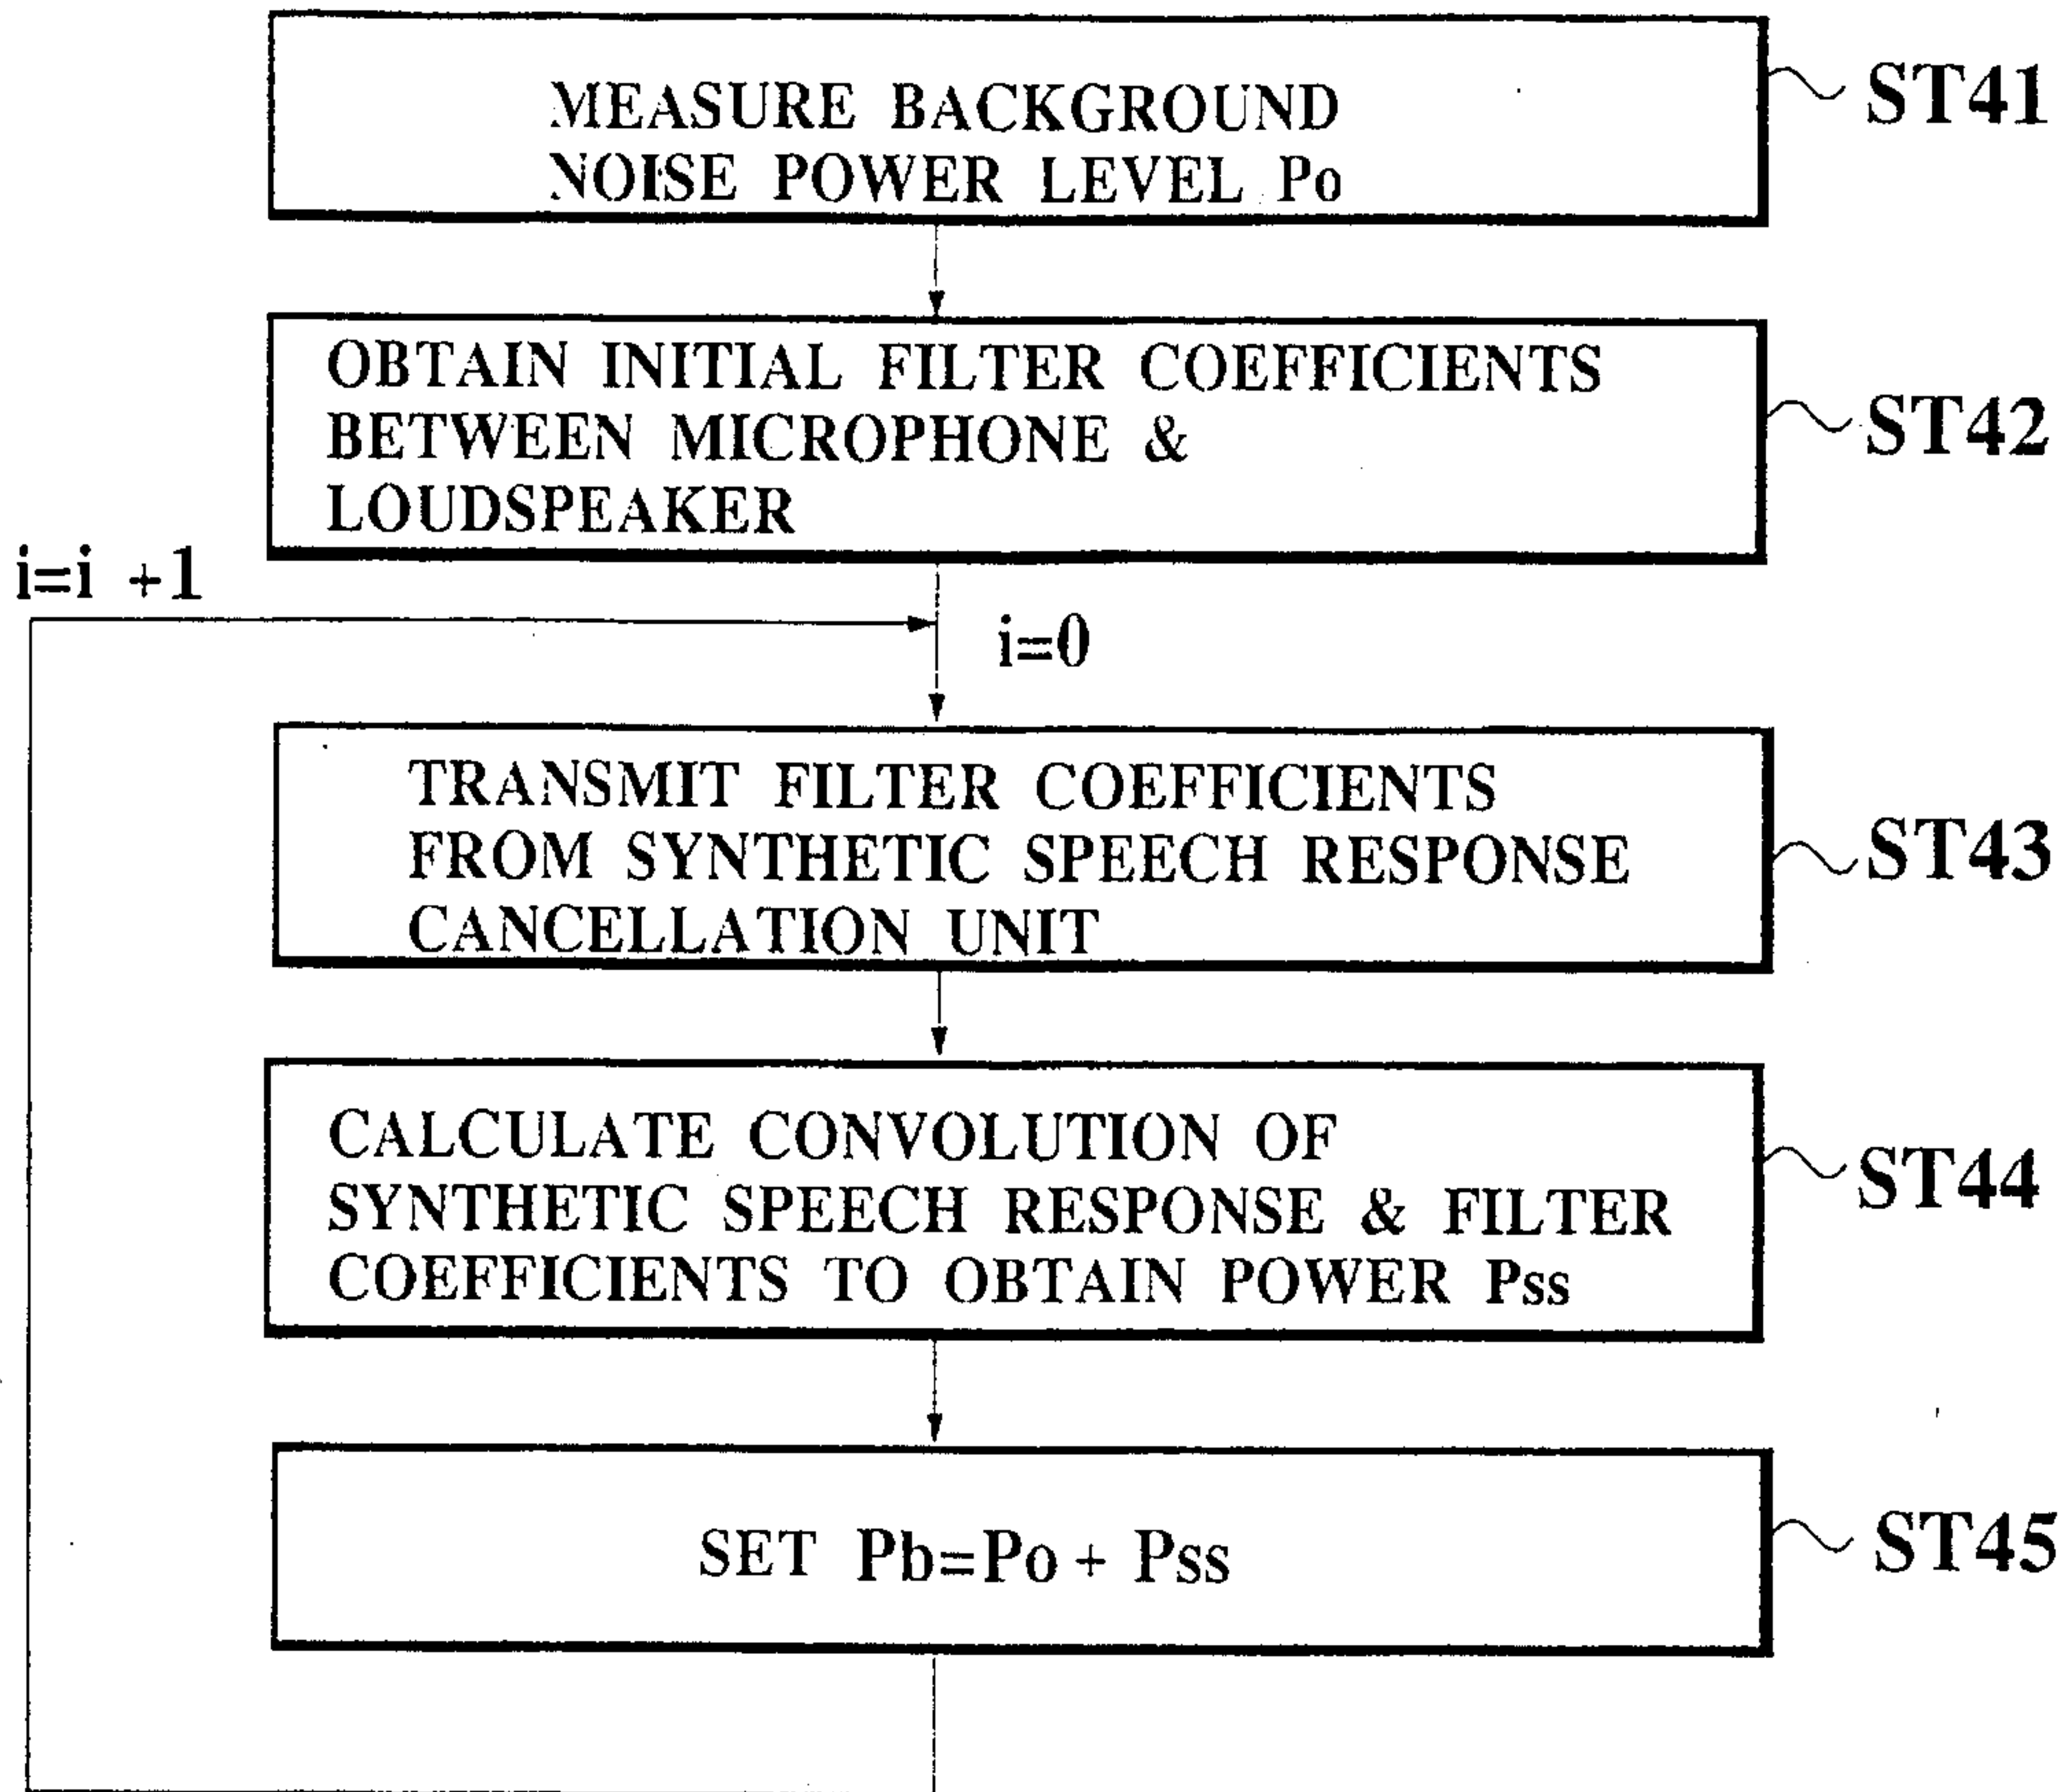 MEASURE BACKGROUND
NOISE POWER LEVEL Po
ST41
OBTAIN INITIAL FILTER COEFFICIENTS
BETWEEN MICROPHONE &
LOUDSPEAKER
ST42
i=i +1
i=0
TRANSMIT FILTER COEFFICIENTS
FROM SYNTHETIC SPEECH RESPONSE
CANCELLATION UNIT
ST43
CALCULATE CONVOLUTION OF
SYNTHETIC SPEECH RESPONSE & FILTER
COEFFICIENTS TO OBTAIN POWER Pss
ST44
SET Pb=Po + Pss
ST45